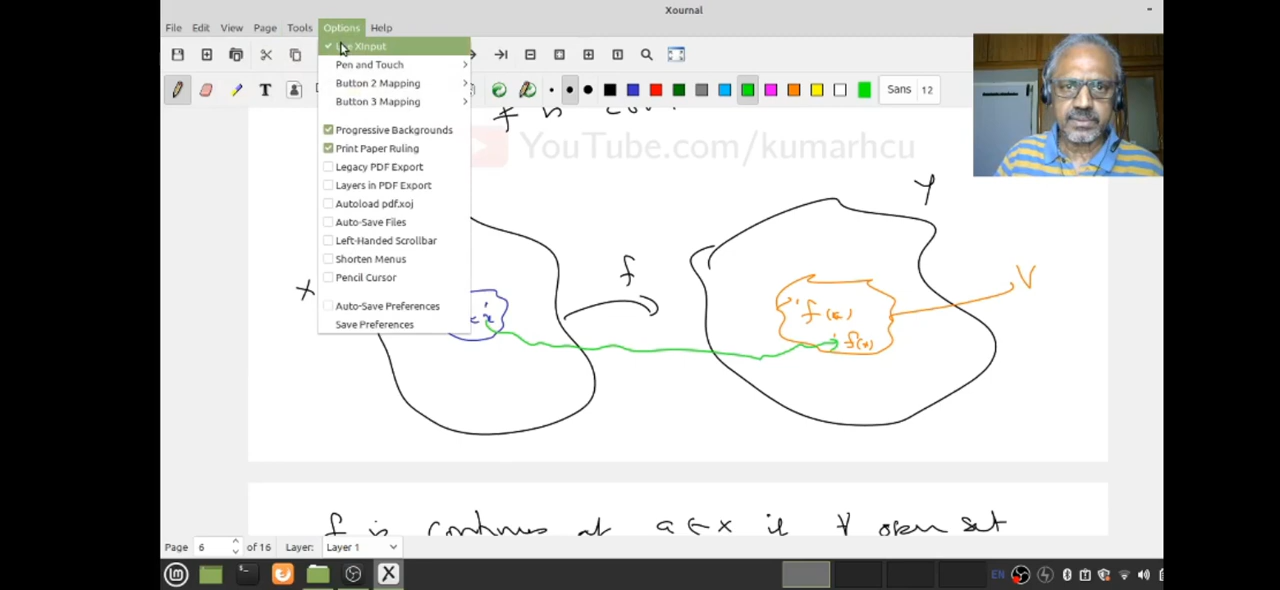 Xournal
File Edit View Page Tools Options Help
Use XInput
Pen and Touch
Button 2 Mapping
Button 3 Mapping
Progressive Backgrounds
Print Paper Ruling
Legacy PDF Export
Layers in PDF Export
Autoload pdf.xoj
Auto-Save Files
Left-Handed Scrollbar
Shorten Menus
Pencil Cursor
Auto-Save Preferences
Save Preferences
T
Sans 12
f is
YouTube.com/kumarhcu
Y
X
f
V
x
f(a)
f(x)
f is continues at a ∈ X if ∀ open set
Page 6 of 16 Layer: Layer 1
EN